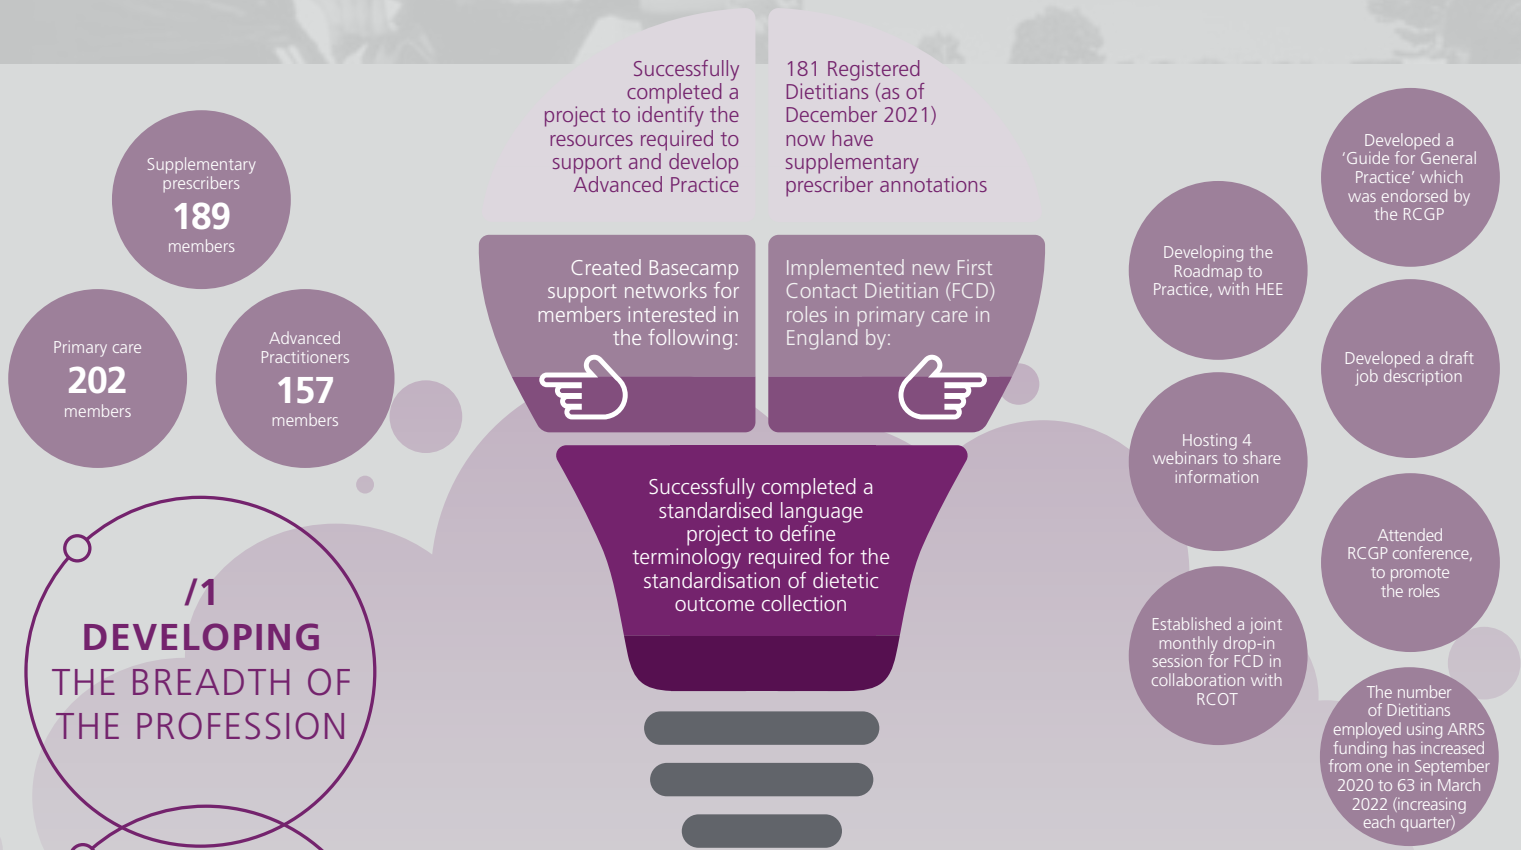 Successfully
completed a
project to identify the
resources required to
support and develop
Advanced Practice
181 Registered
Dietitians (as of
December 2021)
now have
supplementary
prescriber annotations
Created Basecamp
support networks for
members interested in
the following:
Supplementary
prescribers
189
members
Primary care
202
members
Advanced
Practitioners
157
members
Implemented new First
Contact Dietitian (FCD)
roles in primary care in
England by:
Developed a
‘Guide for General
Practice’ which
was endorsed by
the RCGP
Developing the
Roadmap to
Practice, with HEE
Developed a draft
job description
Hosting 4
webinars to share
information
Attended
RCGP conference,
to promote
the roles
Established a joint
monthly drop-in
session for FCD in
collaboration with
RCOT
The number
of Dietitians
employed using ARRS
funding has increased
from one in September
2020 to 63 in March
2022 (increasing
each quarter)
Successfully completed a
standardised language
project to define
terminology required for the
standardisation of dietetic
outcome collection
/1
DEVELOPING
THE BREADTH OF
THE PROFESSION